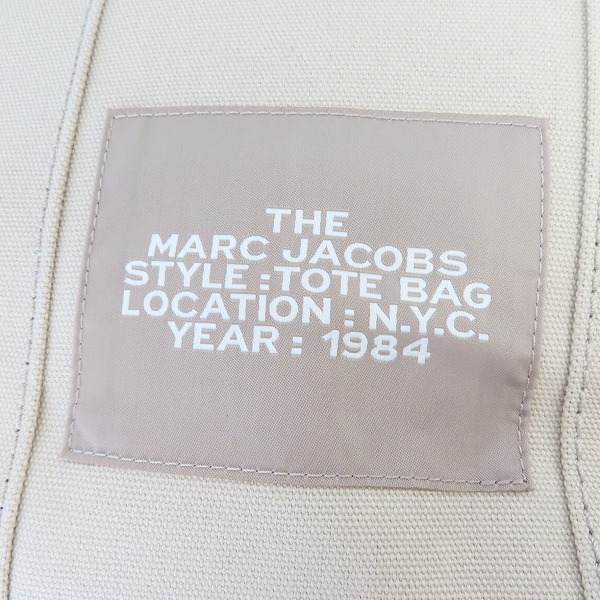 THE
MARC JACOBS
STYLE : TOTE BAG
LOCATION : N.Y.C.
YEAR : 1984